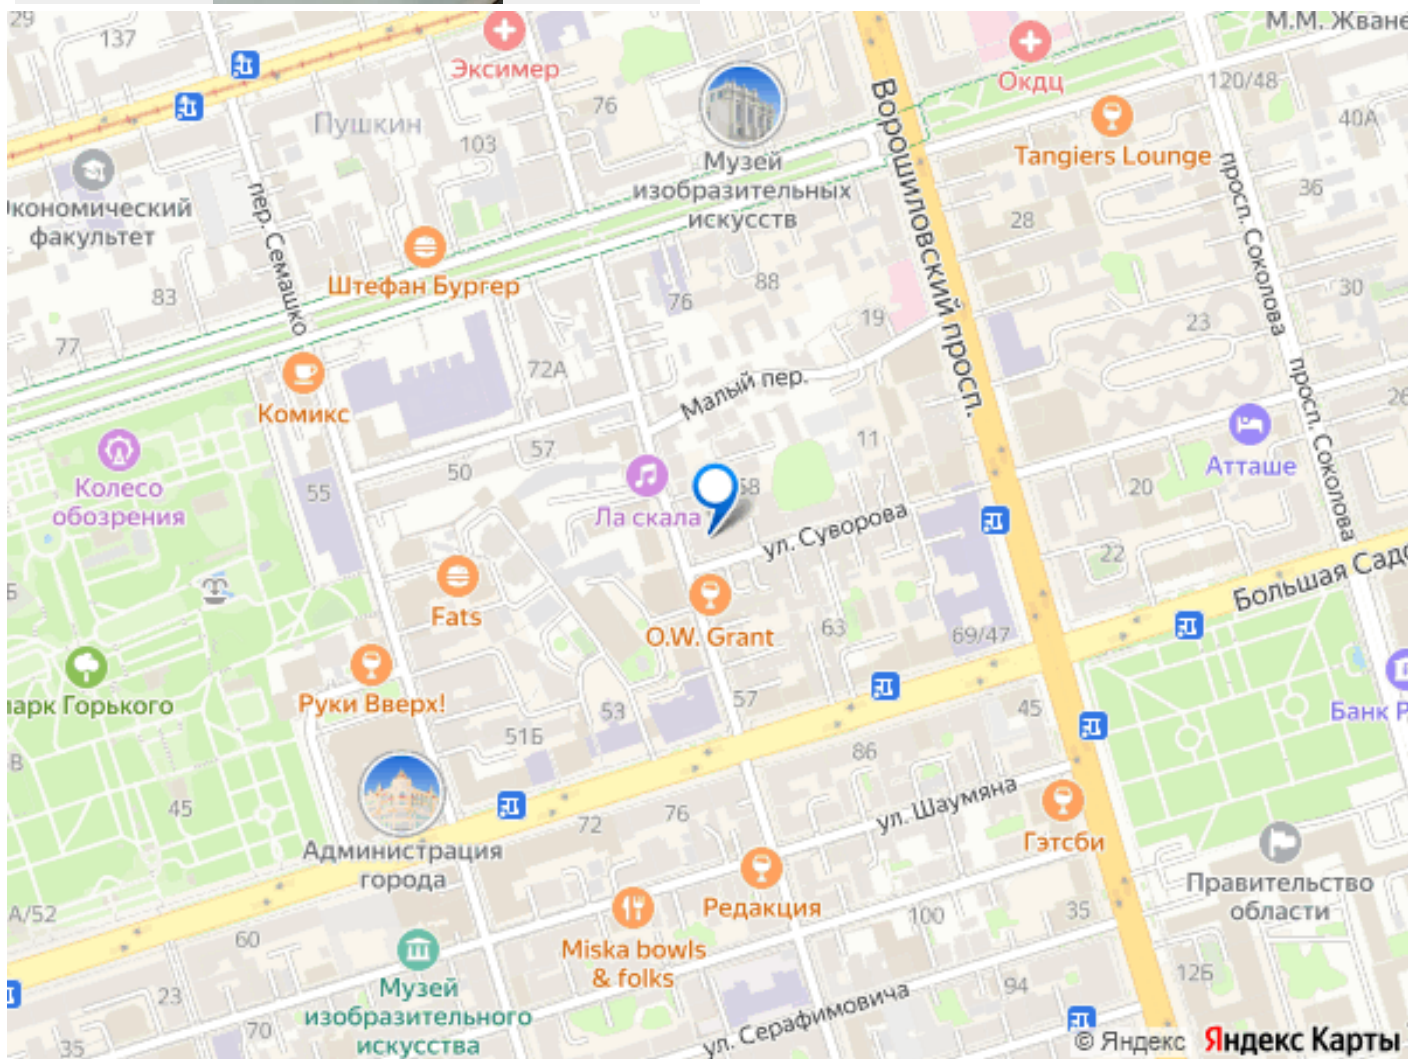 29
137
Эксимер
76
Окдц
М.М. Жване
120/48
40А
Пушкин
103
Музей
изобразительных
искусств
Ворошиловский просп.
Tangiers Lounge
36
28
просп. Соколова
Экономический
факультет
пер. Семашко
Штефан Бургер
83
77
76
88
19
30
23
72А
Малый пер.
просп. Соколова
26
Комикс
57
50
55
11
Колесо
обозрения
Ла скала
58
ул. Суворова
Атташе
20
22
Большая Садо
Fats
O.W. Grant
63
69/47
парк Горького
Руки Вверх!
57
53
51Б
45
Банк Р
86
В
45
76
72
ул. Шаумяна
Гэтсби
Администрация
города
Правительство
области
А/52
60
Редакция
Miska bowls
& folks
100
35
Музей
изобразительного
искусства
23
70
35
94
126
ул. Серафимовича
© Яндекс Яндекс Карты